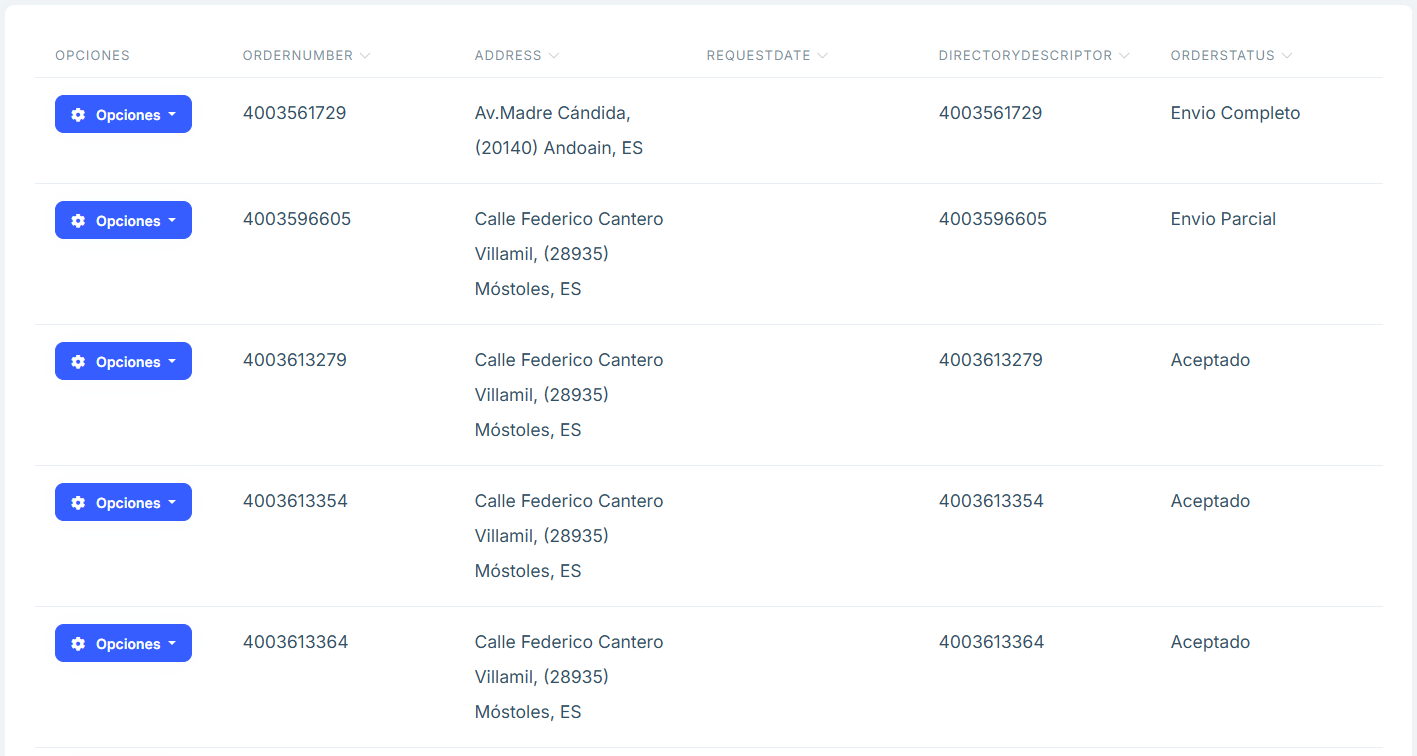 OPCIONES ORDERNUMBER ADDRESS REQUESTDATE DIRECTORYDESCRIPTOR ORDERSTATUS
Opciones 4003561729 Av.Madre Cándida, 4003561729 Envio Completo
(20140) Andoain, ES
Opciones 4003596605 Calle Federico Cantero 4003596605 Envio Parcial
Villamil, (28935)
Móstoles, ES
Opciones 4003613279 Calle Federico Cantero 4003613279 Aceptado
Villamil, (28935)
Móstoles, ES
Opciones 4003613354 Calle Federico Cantero 4003613354 Aceptado
Villamil, (28935)
Móstoles, ES
Opciones 4003613364 Calle Federico Cantero 4003613364 Aceptado
Villamil, (28935)
Móstoles, ES